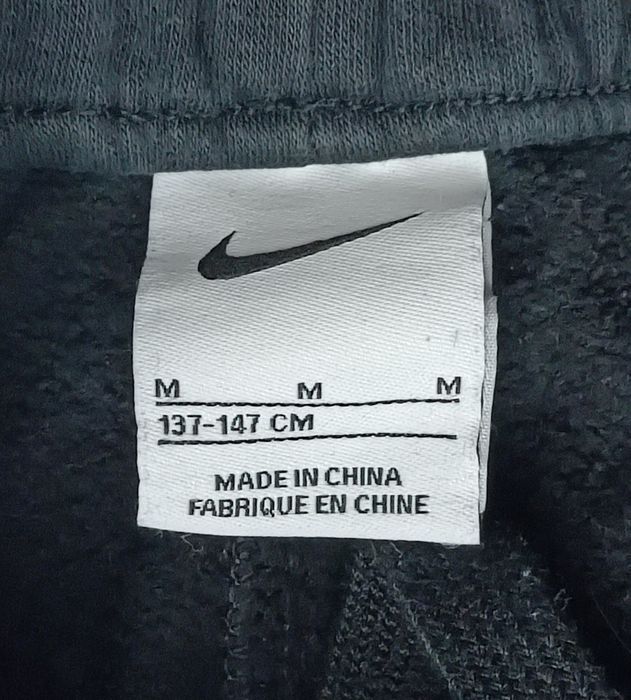 M M M
137-147 CM
MADE IN CHINA
FABRIQUE EN CHINE